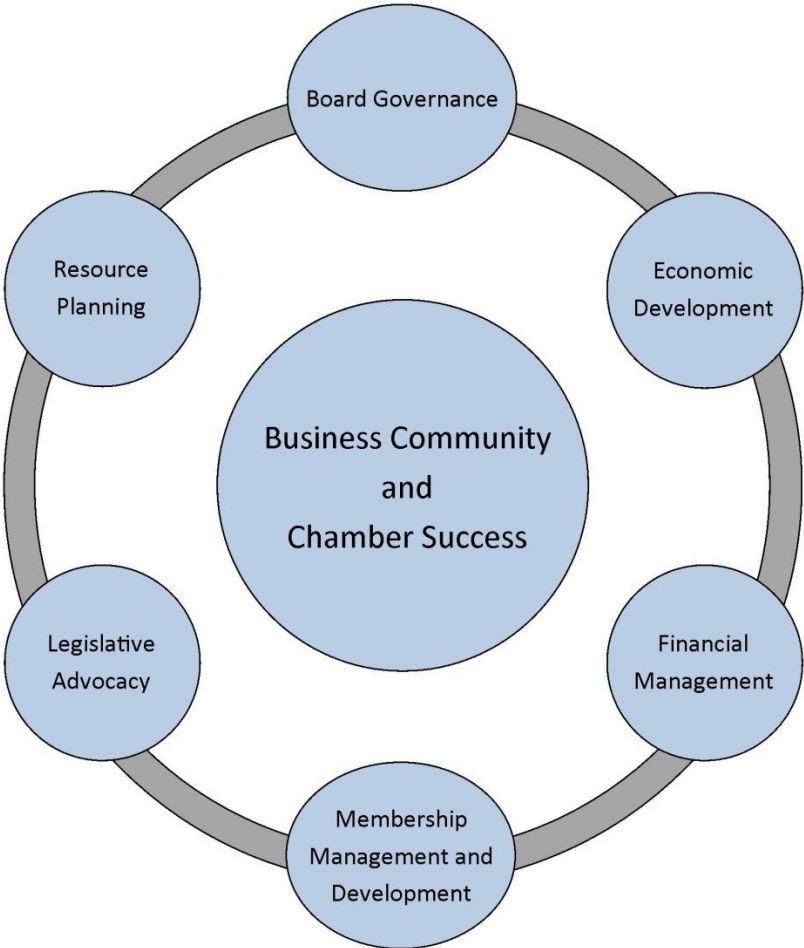 Board Governance
Resource
Planning
Economic
Development
Business Community
and
Chamber Success
Legislative
Advocacy
Financial
Management
Membership
Management and
Development